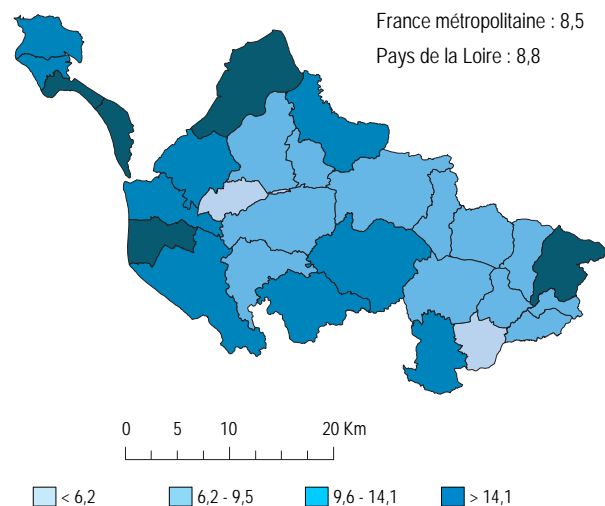 France métropolitaine : 8,5
Pays de la Loire : 8,8
0 5 10 20 Km
< 6,2 6,2 - 9,5 9,6 - 14,1 > 14,1